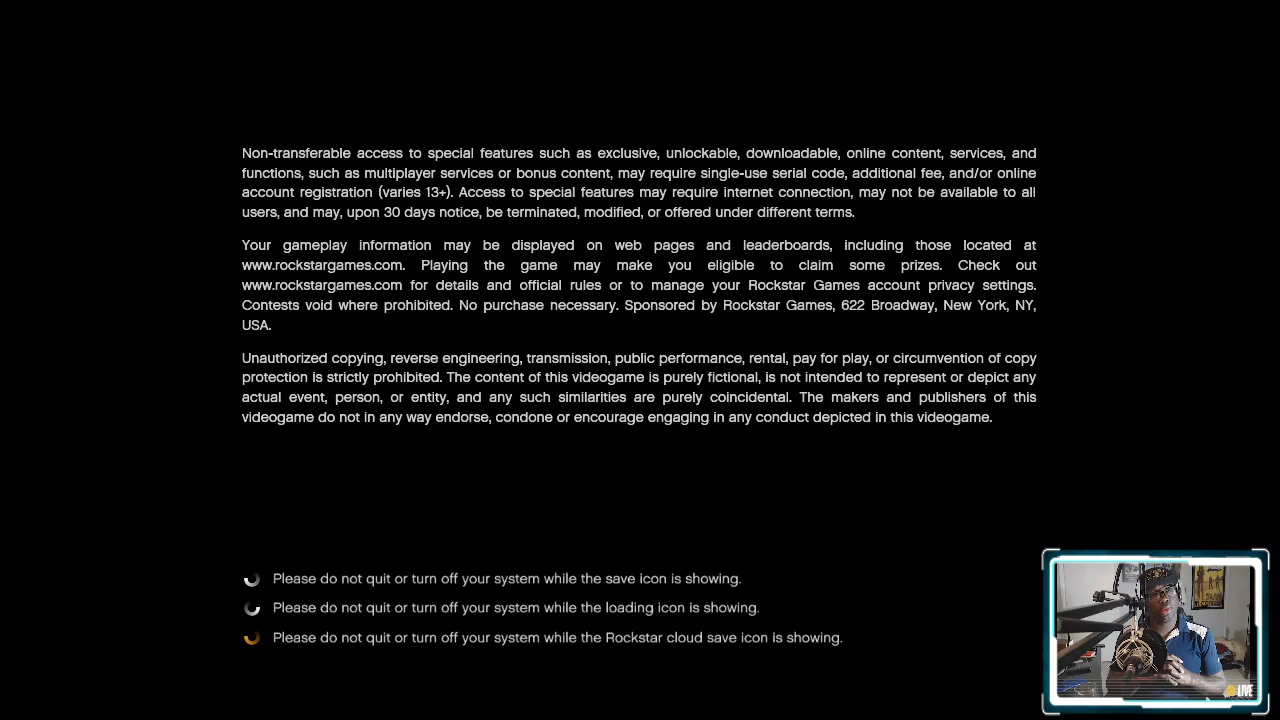 Non-transferable access to special features such as exclusive, unlockable, downloadable, online content, services, and
functions, such as multiplayer services or bonus content, may require single-use serial code, additional fee, and/or online
account registration (varies 13+). Access to special features may require internet connection, may not be available to all
users, and may, upon 30 days notice, be terminated, modified, or offered under different terms.
Your gameplay information may be displayed on web pages and leaderboards, including those located at
www.rockstargames.com. Playing the game may make you eligible to claim some prizes. Check out
www.rockstargames.com for details and official rules or to manage your Rockstar Games account privacy settings.
Contests void where prohibited. No purchase necessary. Sponsored by Rockstar Games, 622 Broadway, New York, NY,
USA.
Unauthorized copying, reverse engineering, transmission, public performance, rental, pay for play, or circumvention of copy
protection is strictly prohibited. The content of this videogame is purely fictional, is not intended to represent or depict any
actual event, person, or entity, and any such similarities are purely coincidental. The makers and publishers of this
videogame do not in any way endorse, condone or encourage engaging in any conduct depicted in this videogame.
Please do not quit or turn off your system while the save icon is showing.
Please do not quit or turn off your system while the loading icon is showing.
Please do not quit or turn off your system while the Rockstar cloud save icon is showing.
LIVE